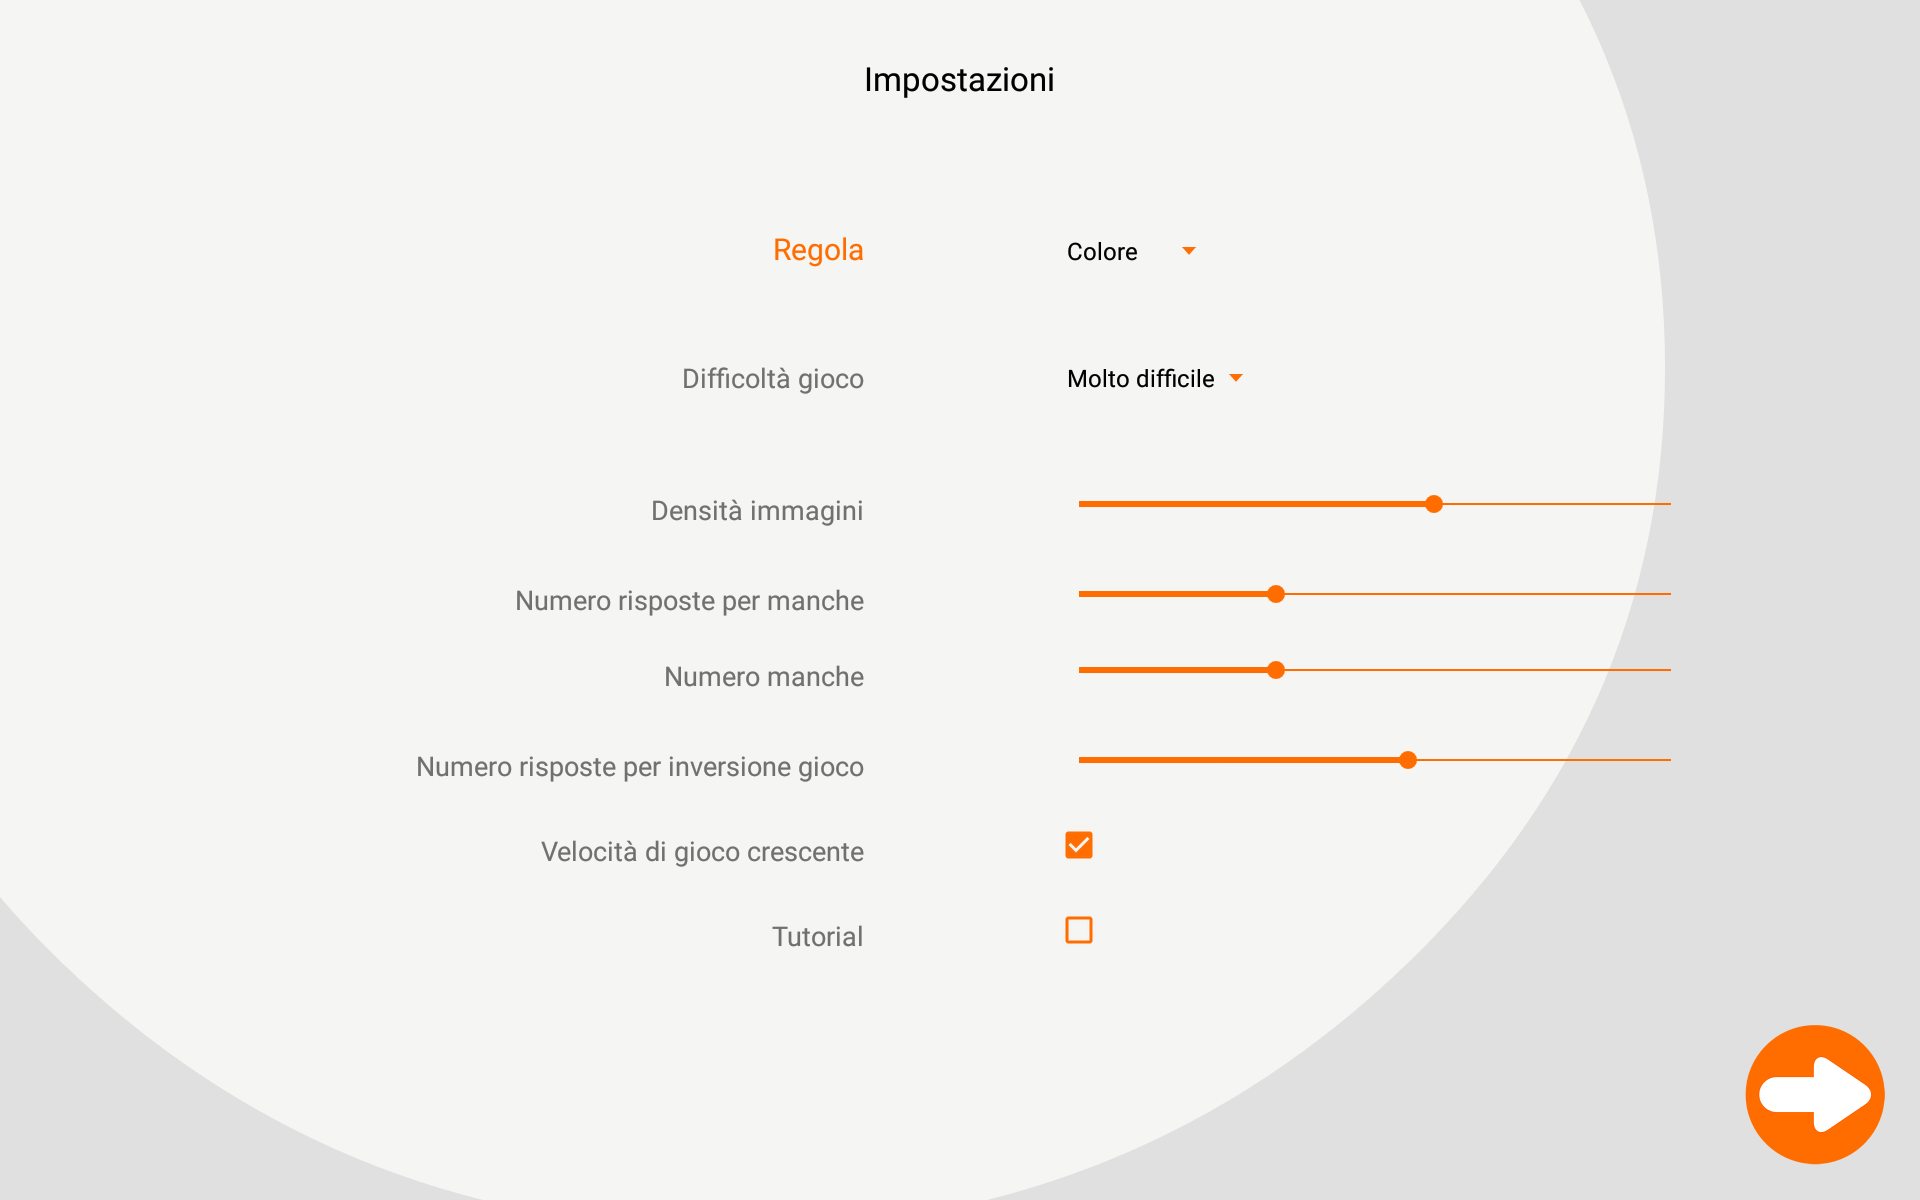 Impostazioni
Regola
Colore
Difficoltà gioco
Molto difficile
Densità immagini
Numero risposte per manche
Numero manche
Numero risposte per inversione gioco
Velocità di gioco crescente
Tutorial